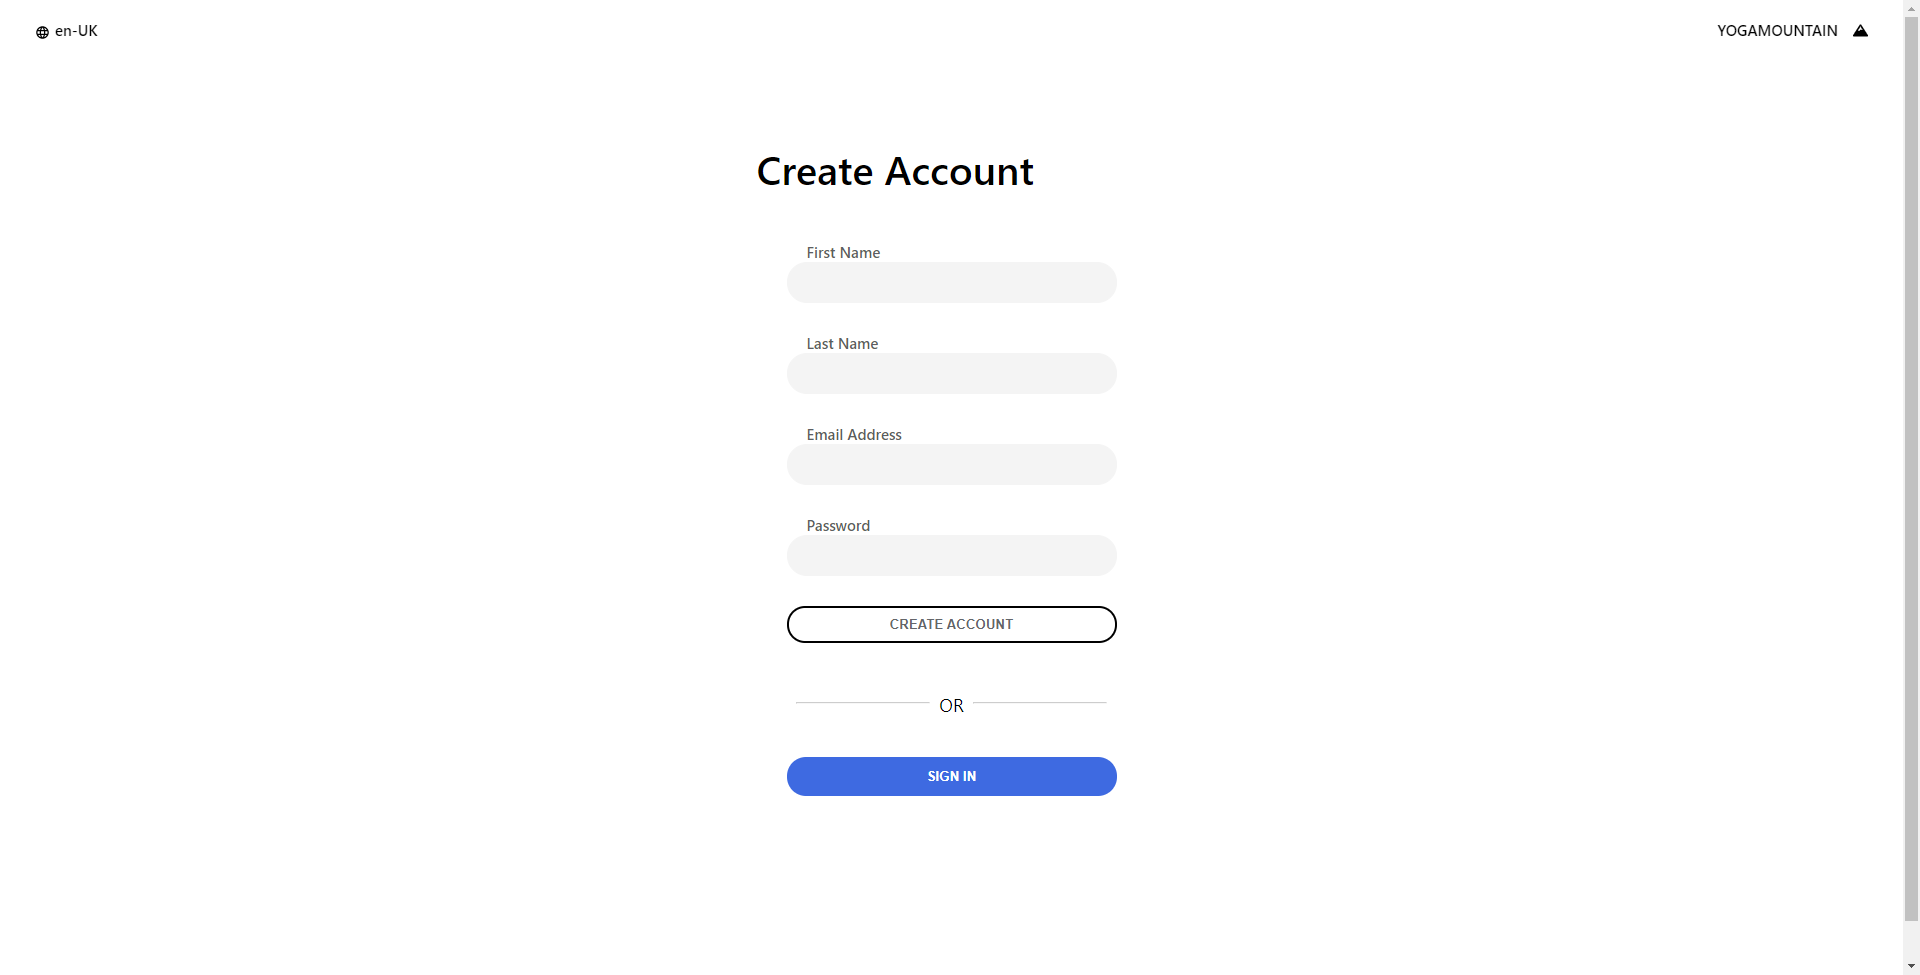 en-UK
YOGAMOUNTAIN
Create Account
First Name
Last Name
Email Address
Password
CREATE ACCOUNT
OR
SIGN IN